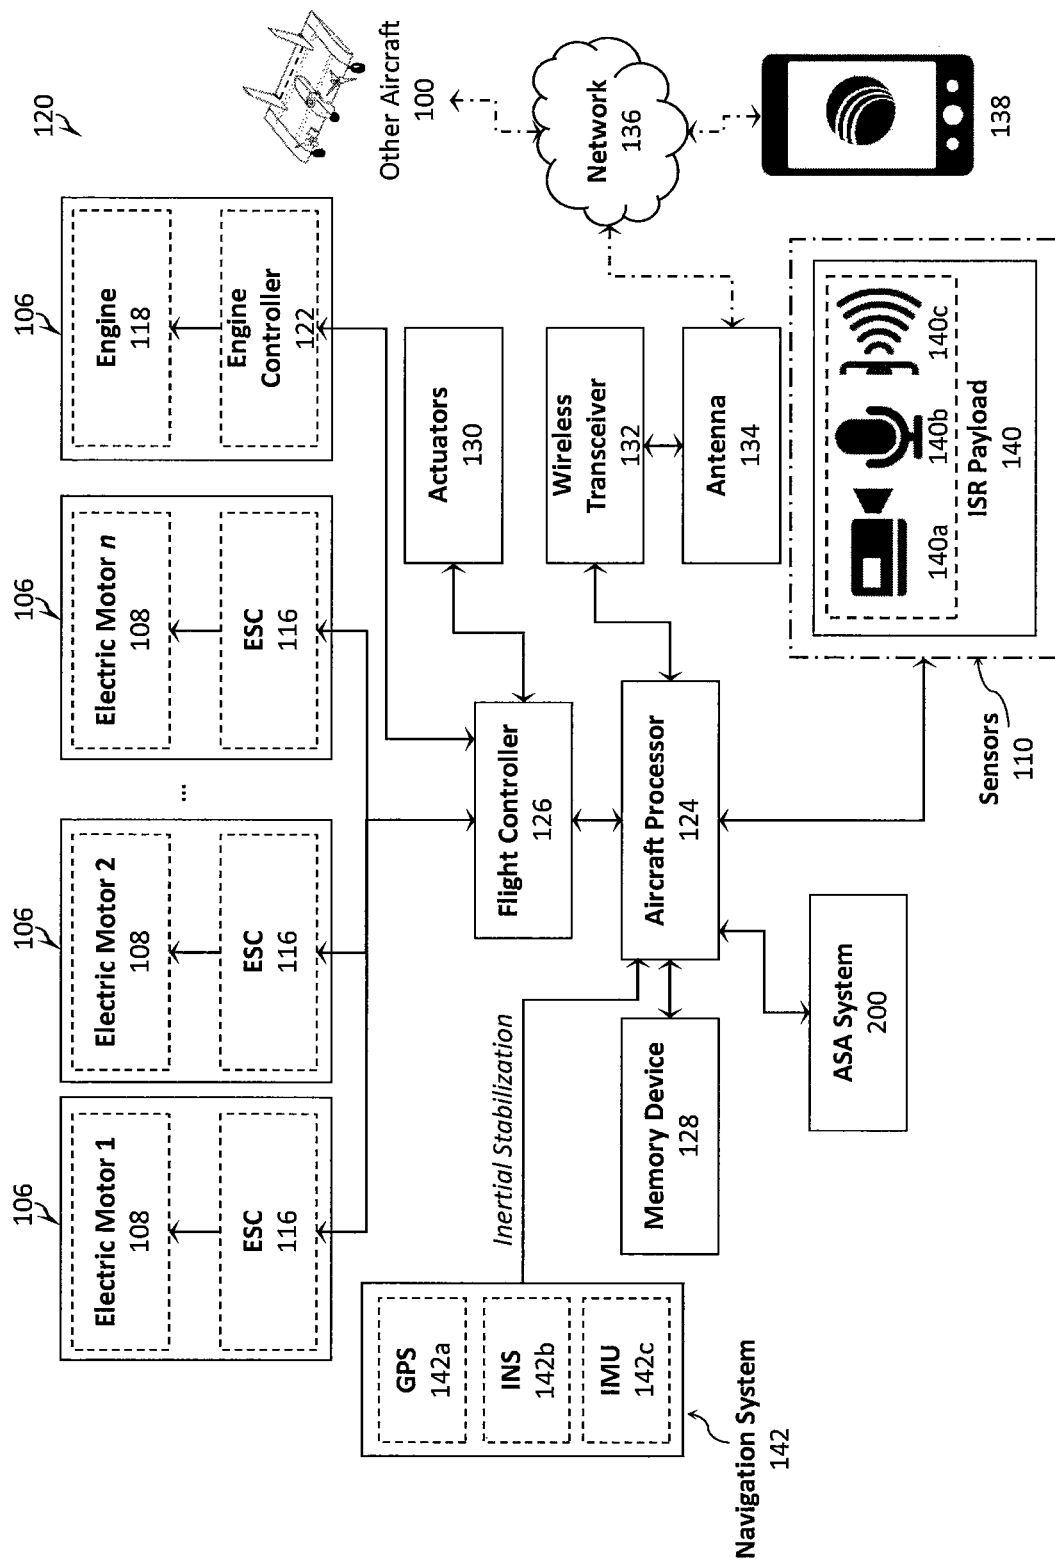 120
106
106
106
106
Electric Motor 1
108
ESC
116
Electric Motor 2
108
ESC
116
...
Electric Motor n
108
ESC
116
Engine
118
Engine
Controller
122
Other Aircraft
100
GPS
142a
INS
142b
IMU
142c
Navigation System
142
Inertial Stabilization
Flight Controller
126
Actuators
130
Network
136
Memory Device
128
Aircraft Processor
124
Wireless
Transceiver
132
Antenna
134
138
ASA System
200
Sensors
110
140a
140b
140c
ISR Payload
140